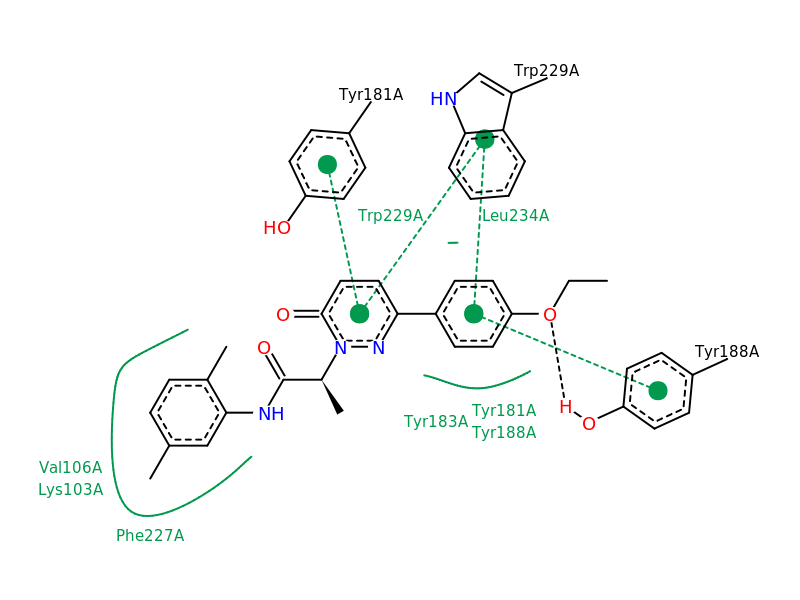 Trp229A
Tyr181A
HN
HO
Trp229A
Leu234A
O
O
O
N
N
Tyr188A
NH
H
O
Tyr183A
Tyr181A
Tyr188A
Val106A
Lys103A
Phe227A